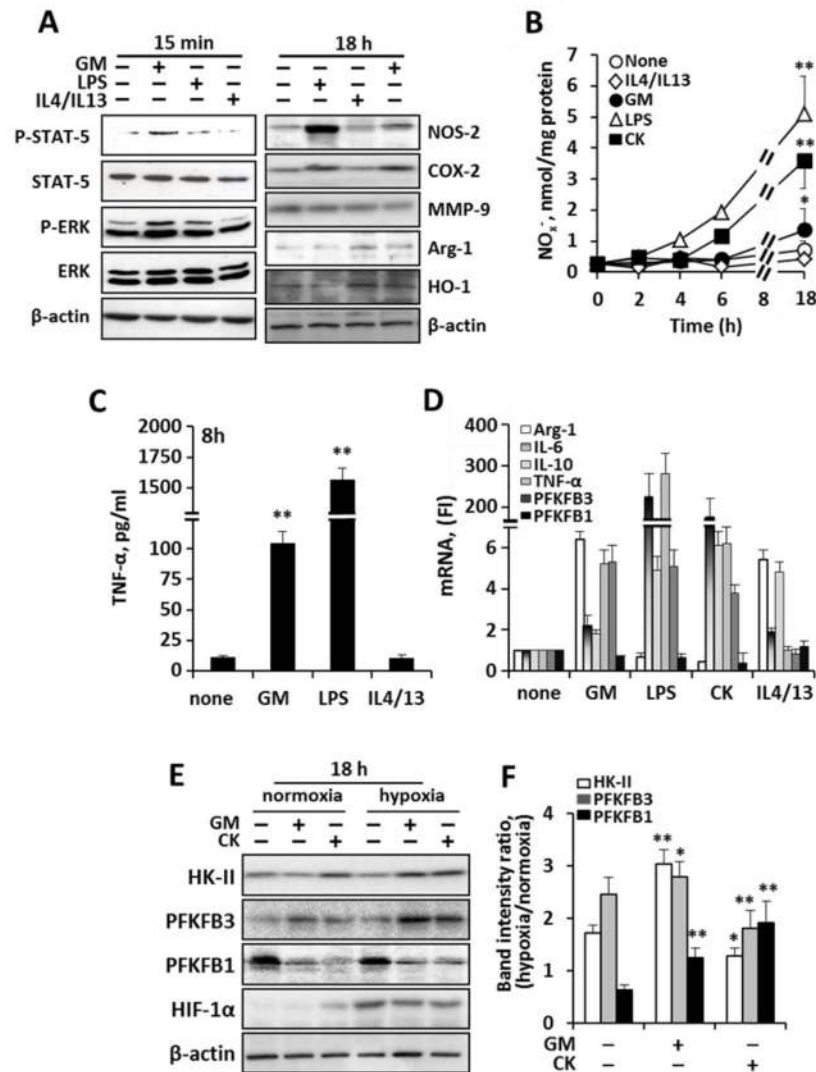 A
15 min
18 h
GM – + – – – – – +
LPS – – + – – + – –
IL4/IL13 – – – + – – + –
P-STAT-5
STAT-5
P-ERK
ERK
β-actin
NOS-2
COX-2
MMP-9
Arg-1
HO-1
β-actin
B
NOx-, nmol/mg protein
7
6
5
4
3
2
1
0
None
IL4/IL13
GM
LPS
CK
**
**
*
0 2 4 6 8 18
Time (h)
C
8h
TNF-α, pg/ml
2000
1750
1500
100
75
50
25
0
**
**
none GM LPS IL4/13
D
mRNA, (FI)
400
300
200
6
4
2
0
Arg-1
IL-6
IL-10
TNF-α
PFKFB3
PFKFB1
none GM LPS CK IL4/13
E
18 h
normoxia hypoxia
GM – + – – + –
CK – – + – – +
HK-II
PFKFB3
PFKFB1
HIF-1α
β-actin
F
Band intensity ratio,
(hypoxia/normoxia)
4
3
2
1
0
HK-II
PFKFB3
PFKFB1
** * **
* ** **
GM – + –
CK – – +